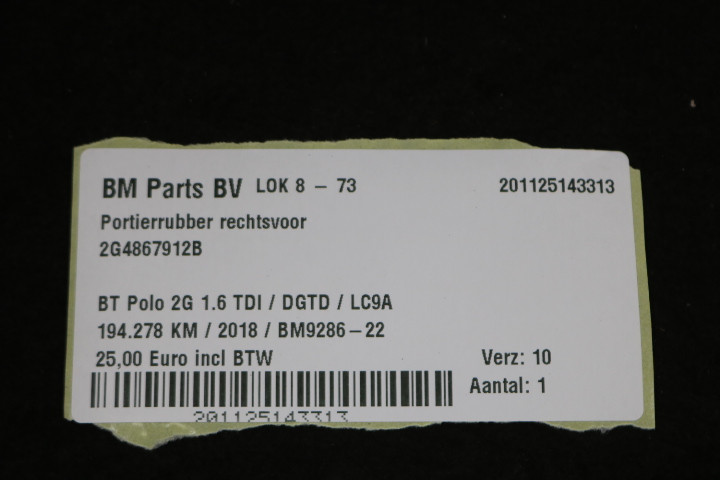 BM Parts BV LOK 8 - 73 201125143313
Portierrubber rechtsvoor
2G4867912B
BT Polo 2G 1.6 TDI / DGTD / LC9A
194.278 KM / 2018 / BM9286-22
25,00 Euro incl BTW Verz: 10
Aantal: 1
201125143313